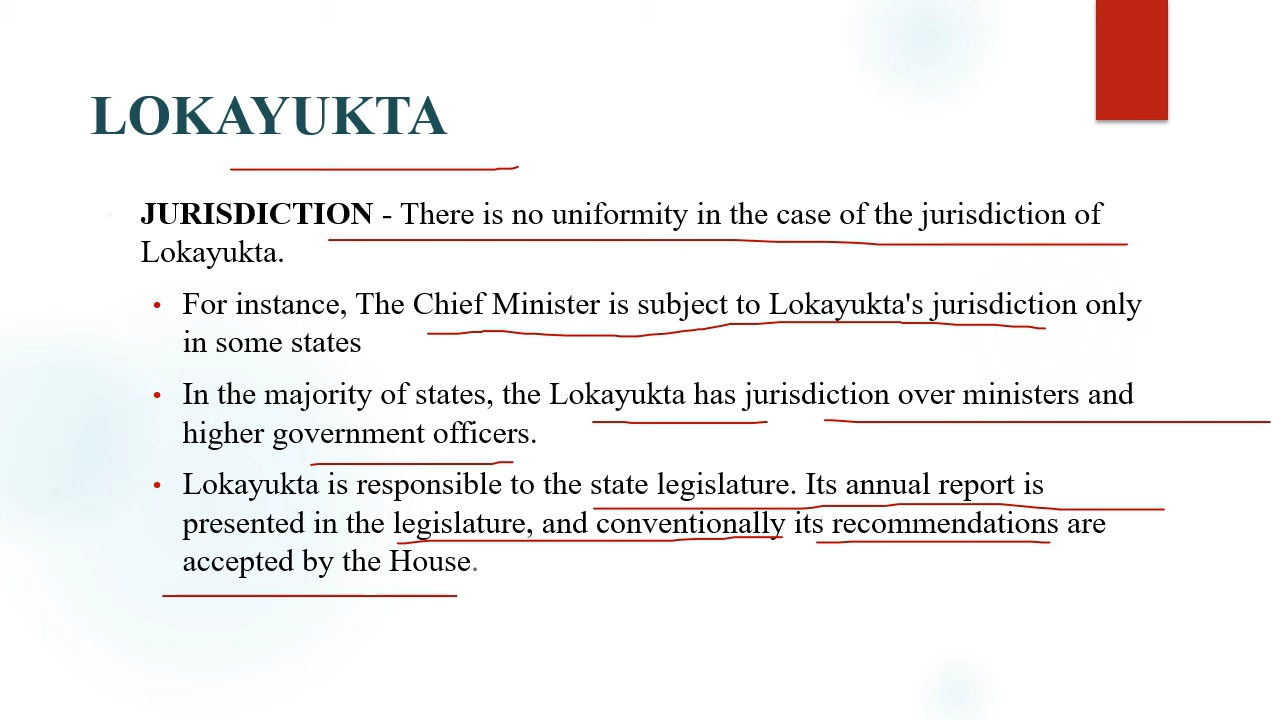 LOKAYUKTA
JURISDICTION - There is no uniformity in the case of the jurisdiction of
Lokayukta.
• For instance, The Chief Minister is subject to Lokayukta's jurisdiction only
in some states
• In the majority of states, the Lokayukta has jurisdiction over ministers and
higher government officers.
• Lokayukta is responsible to the state legislature. Its annual report is
presented in the legislature, and conventionally its recommendations are
accepted by the House.